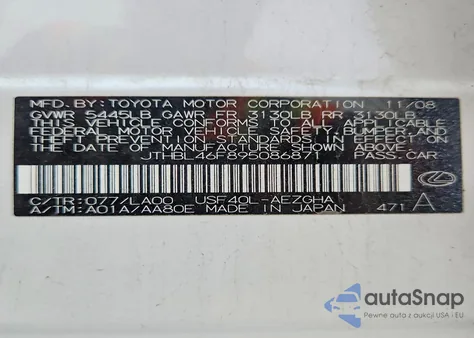 MFD. BY: TOYOTA MOTOR CORPORATION 11/08
GVWR 5445LB GAWR FR 3130LB RR 3130LB
THIS VEHICLE CONFORMS TO ALL APPLICABLE
FEDERAL MOTOR VEHICLE SAFETY, BUMPER, AND
THEFT PREVENTION STANDARDS IN EFFECT ON
THE DATE OF MANUFACTURE SHOWN ABOVE.
JTHBL46F895086871 PASS.CAR
C/TR: 077/LA00 USF40L-AEZGHA
A/TM: A01A/AA80E MADE IN JAPAN 471 A
autoSnap
Pewne auto z aukcji USA i EU